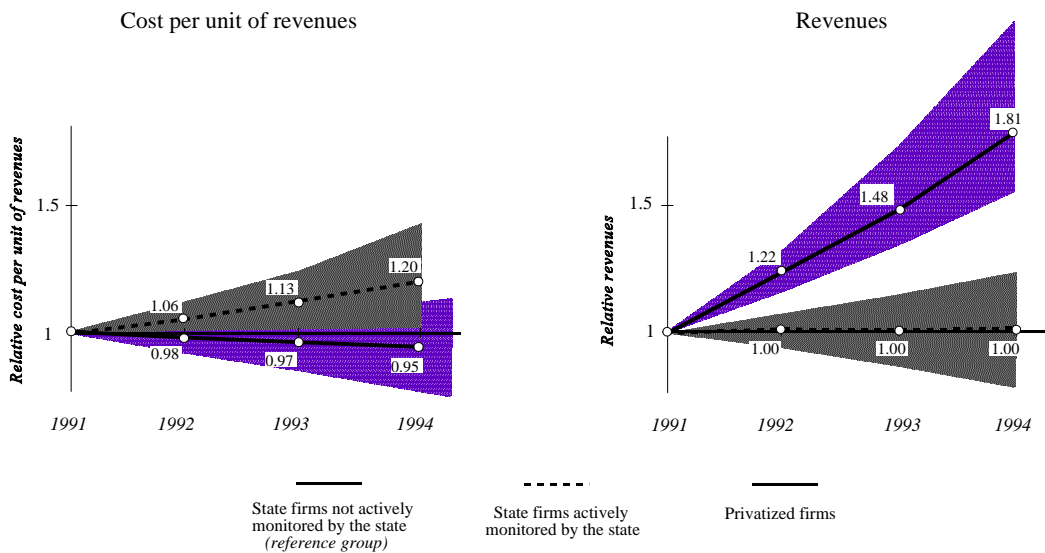 Cost per unit of revenues
Relative cost per unit of revenues
1.5
1
1.06
1.13
1.20
0.98
0.97
0.95
1991
1992
1993
1994
Revenues
Relative revenues
1.5
1
1.22
1.48
1.81
1.00
1.00
1.00
1991
1992
1993
1994
State firms not actively
monitored by the state
(reference group)
State firms actively
monitored by the state
Privatized firms